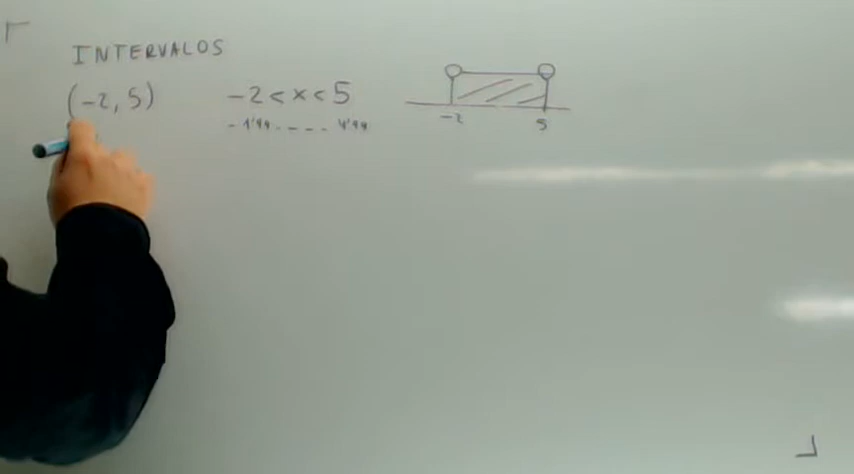 INTERVALOS
(-2, 5) -2 < x < 5
-1'99 - - - - 4'99
-2 5